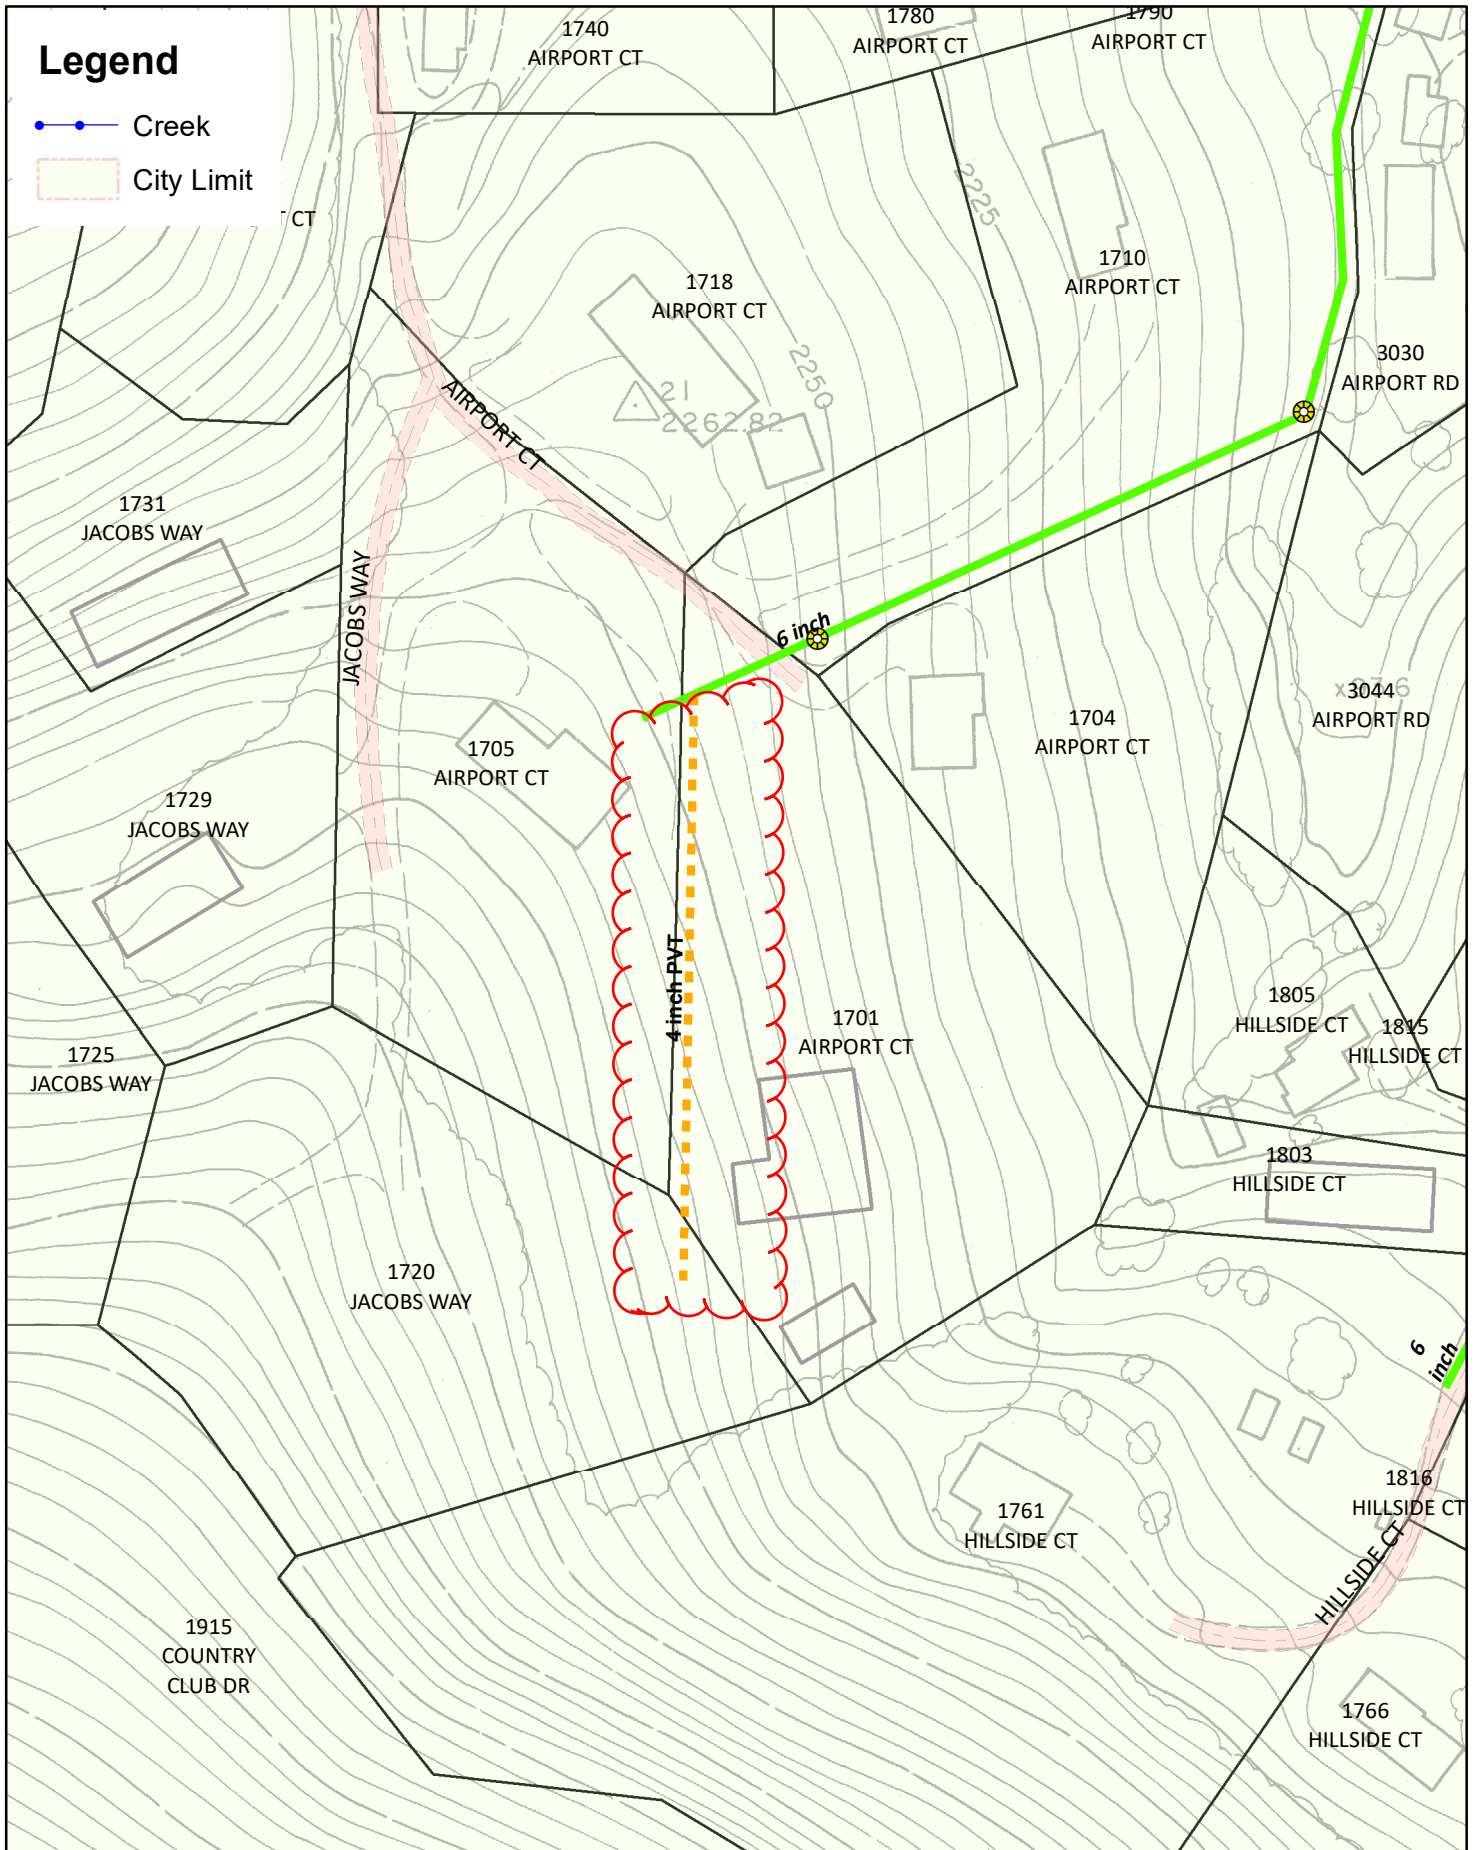 Legend
Creek
City Limit
T CT
1740
AIRPORT CT
1780
AIRPORT CT
1790
AIRPORT CT
2225
1710
AIRPORT CT
1718
AIRPORT CT
2250
21
2262.82
3030
AIRPORT RD
AIRPORT CT
1731
JACOBS WAY
JACOBS WAY
6 inch
1705
AIRPORT CT
1704
AIRPORT CT
3044
AIRPORT RD
1729
JACOBS WAY
4 inch PVT
1701
AIRPORT CT
1805
HILLSIDE CT
1815
HILLSIDE CT
1725
JACOBS WAY
1803
HILLSIDE CT
1720
JACOBS WAY
6
inch
1816
HILLSIDE CT
1761
HILLSIDE CT
HILLSIDE CT
1915
COUNTRY
CLUB DR
1766
HILLSIDE CT